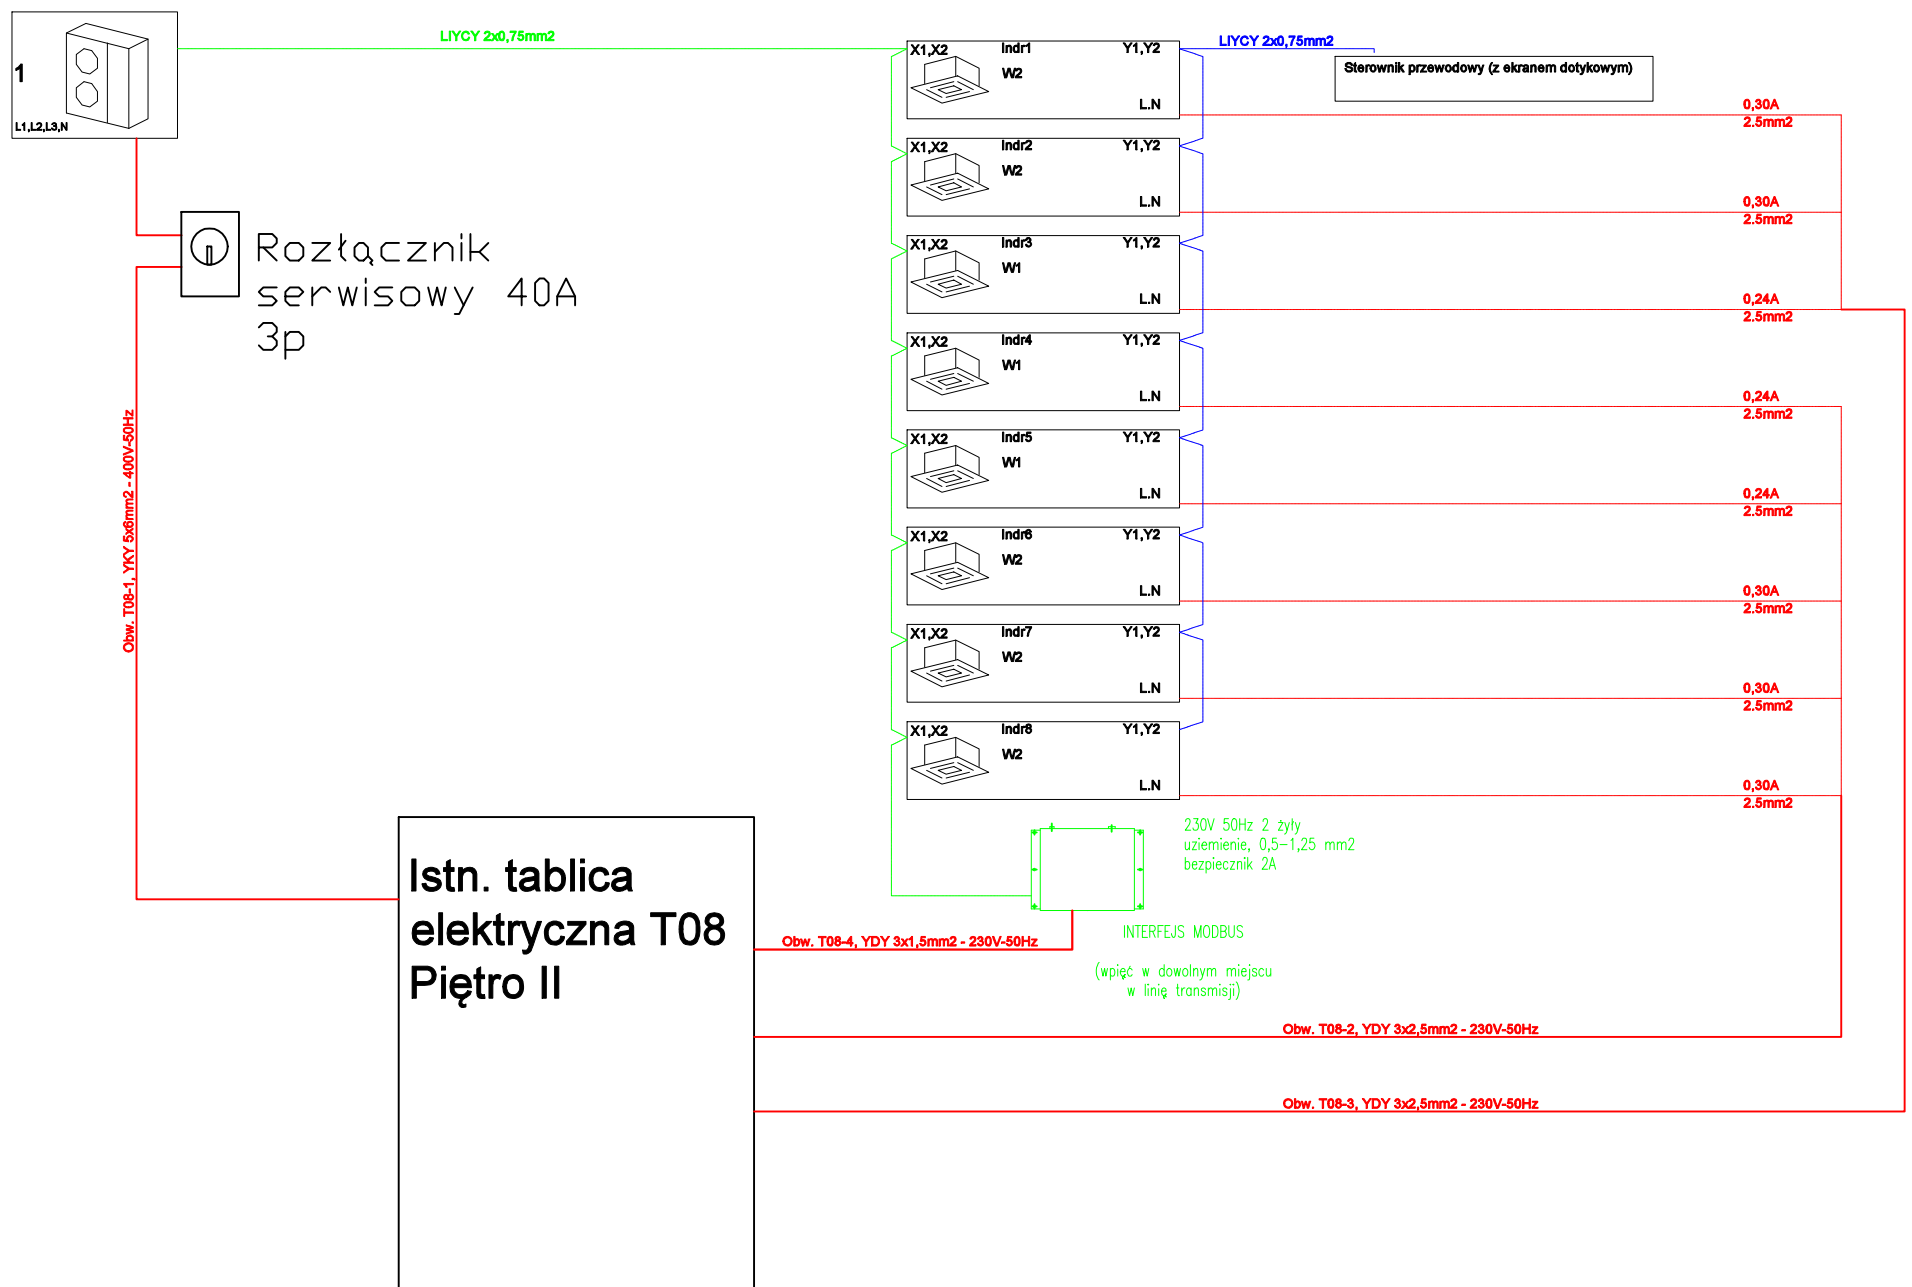 1
L1,L2,L3,N
LIYCY 2x0,75mm2
Rozłącznik
serwisowy 40A
3p
Obw. T08-1, YKY 5x6mm2 - 400V-50Hz
X1,X2 Indr1 Y1,Y2
W2
L.N
LIYCY 2x0,75mm2
Sterownik przewodowy (z ekranem dotykowym)
0,30A
2.5mm2
X1,X2 Indr2 Y1,Y2
W2
L.N
0,30A
2.5mm2
X1,X2 Indr3 Y1,Y2
W1
L.N
0,24A
2.5mm2
X1,X2 Indr4 Y1,Y2
W1
L.N
0,24A
2.5mm2
X1,X2 Indr5 Y1,Y2
W1
L.N
0,24A
2.5mm2
X1,X2 Indr6 Y1,Y2
W2
L.N
0,30A
2.5mm2
X1,X2 Indr7 Y1,Y2
W2
L.N
0,30A
2.5mm2
X1,X2 Indr8 Y1,Y2
W2
L.N
0,30A
2.5mm2
230V 50Hz 2 żyły
uziemienie, 0,5-1,25 mm2
bezpiecznik 2A
INTERFEJS MODBUS
(wpięć w dowolnym miejscu
w linię transmisji)
Istn. tablica
elektryczna T08
Piętro II
Obw. T08-4, YDY 3x1,5mm2 - 230V-50Hz
Obw. T08-2, YDY 3x2,5mm2 - 230V-50Hz
Obw. T08-3, YDY 3x2,5mm2 - 230V-50Hz